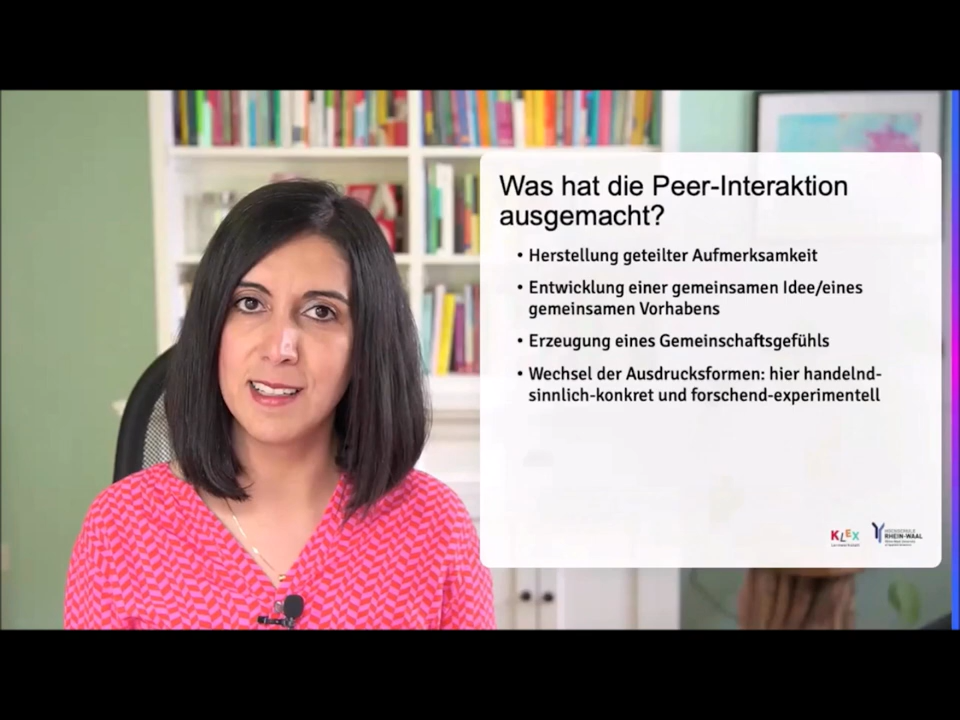 Was hat die Peer-Interaktion
ausgemacht?
• Herstellung geteilter Aufmerksamkeit
• Entwicklung einer gemeinsamen Idee/eines
gemeinsamen Vorhabens
• Erzeugung eines Gemeinschaftsgefühls
• Wechsel der Ausdrucksformen: hier handelnd-
sinnlich-konkret und forschend-experimentell
KLEX
HOCHSCHULE
RHEIN-WAAL